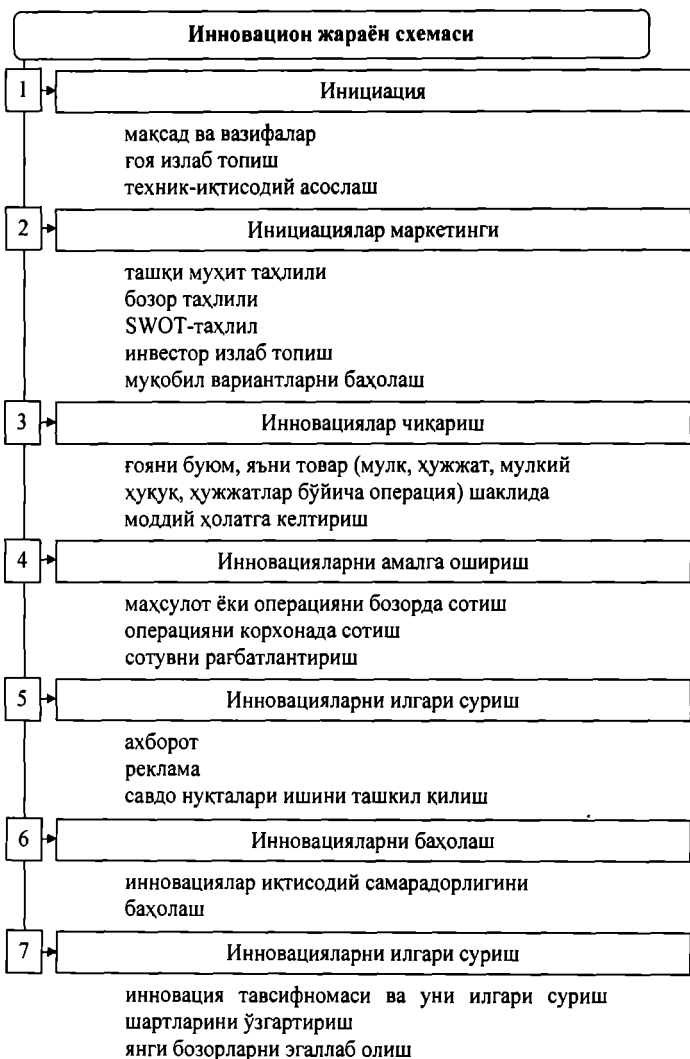 Инновацион жараён схемаси
1 Инициация
мақсад ва вазифалар
ғоя излаб топиш
техник-иқтисодий асослаш
2 Инициациялар маркетинги
ташқи муҳит таҳлили
бозор таҳлили
SWOT-таҳлил
инвестор излаб топиш
муқобил вариантларни баҳолаш
3 Инновациялар чиқариш
ғояни буюм, яъни товар (мулк, ҳужжат, мулкий
ҳуқуқ, ҳужжатлар бўйича операция) шаклида
моддий ҳолатга келтириш
4 Инновацияларни амалга ошириш
маҳсулот ёки операцияни бозорда сотиш
операцияни корхонада сотиш
сотувни рағбатлантириш
5 Инновацияларни илгари суриш
ахборот
реклама
савдо нуқталари ишини ташкил қилиш
6 Инновацияларни баҳолаш
инновациялар иқтисодий самарадорлигини
баҳолаш
7 Инновацияларни илгари суриш
инновация тавсифномаси ва уни илгари суриш
шартларини ўзгартириш
янги бозорларни эгаллаб олиш